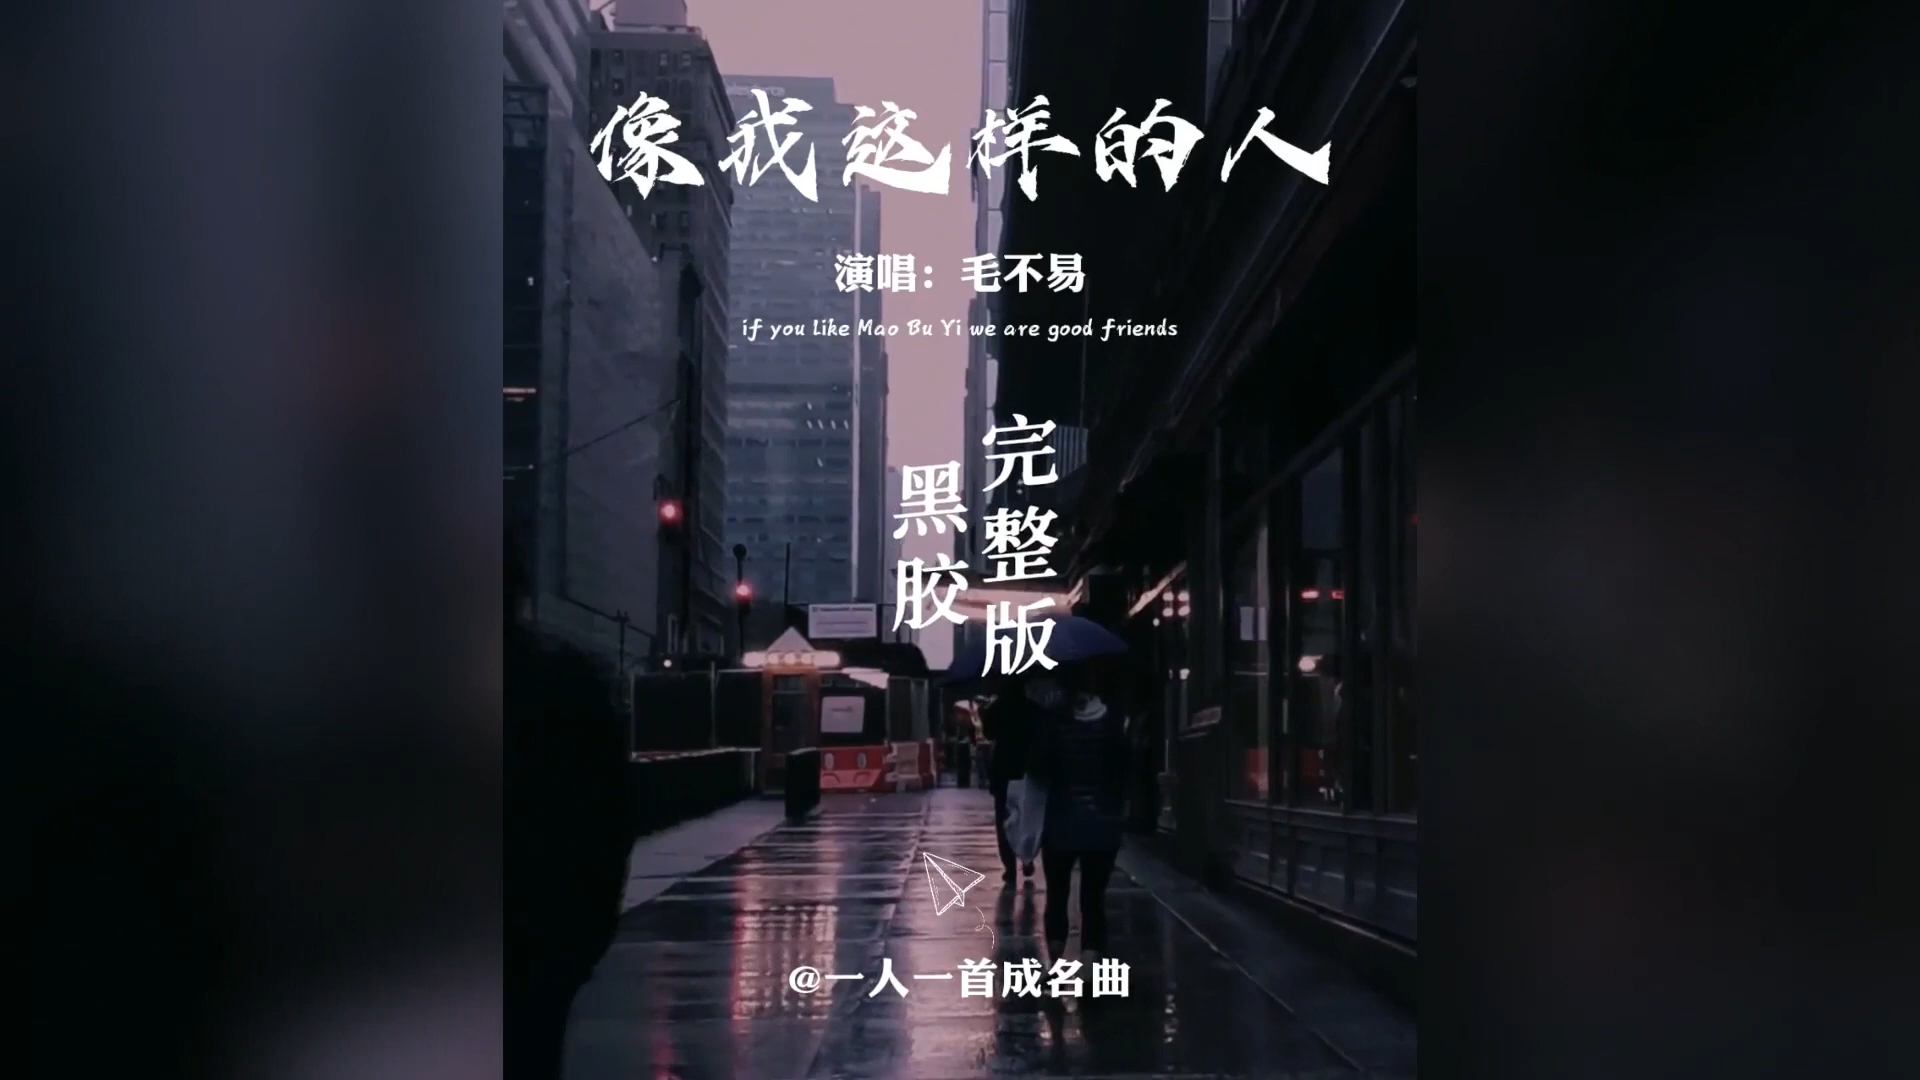 像我这样的人
演唱：毛不易
if you like Mao Bu Yi we are good friends
完整版
黑胶
@一人一首成名曲